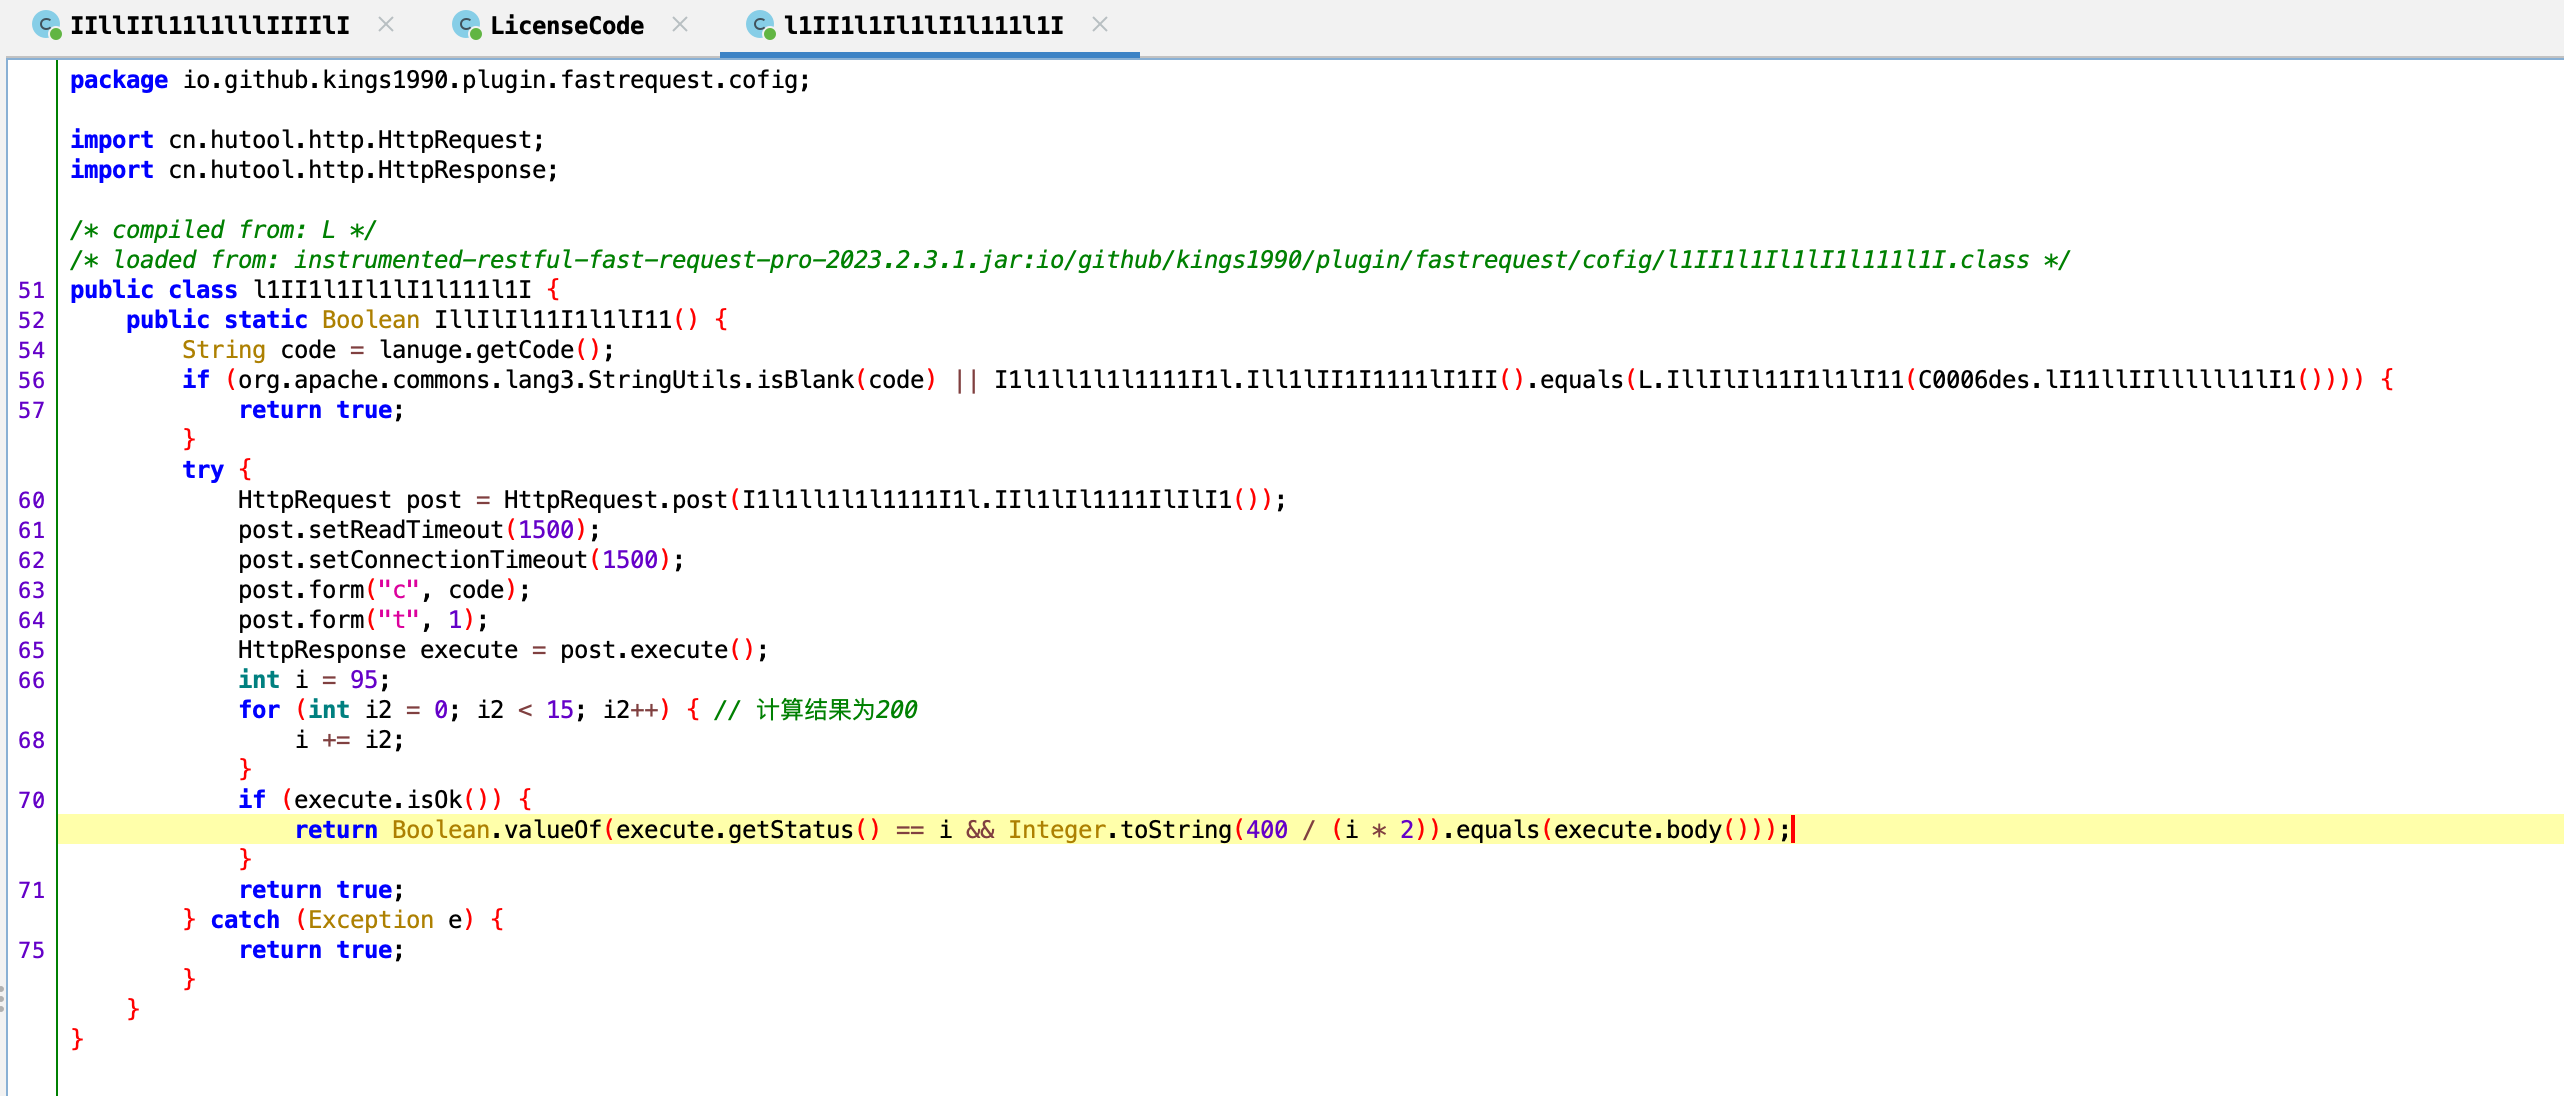 IIllIIl11l1lllIIIIlI LicenseCode l1II1l1Il1lI1l111l1I
package io.github.kings1990.plugin.fastrequest.cofig;
import cn.hutool.http.HttpRequest;
import cn.hutool.http.HttpResponse;
/* compiled from: L */
/* loaded from: instrumented-restful-fast-request-pro-2023.2.3.1.jar:io/github/kings1990/plugin/fastrequest/cofig/l1II1l1Il1lI1l111l1I.class */
51 public class l1II1l1Il1lI1l111l1I {
52 public static Boolean IllIlIl11I1l1lI11() {
54 String code = lanuge.getCode();
56 if (org.apache.commons.lang3.StringUtils.isBlank(code) || I1l1ll1l1l1111I1l.Ill1lII1I1111lI1II().equals(L.IllIlIl11I1l1lI11(C0006des.lI11llIIllllll1lI1()))) {
57 return true;
}
try {
60 HttpRequest post = HttpRequest.post(I1l1ll1l1l1111I1l.IIl1lIl1111IlIlI1());
61 post.setReadTimeout(1500);
62 post.setConnectionTimeout(1500);
63 post.form("c", code);
64 post.form("t", 1);
65 HttpResponse execute = post.execute();
66 int i = 95;
for (int i2 = 0; i2 < 15; i2++) { // 计算结果为200
68 i += i2;
}
70 if (execute.isOk()) {
return Boolean.valueOf(execute.getStatus() == i && Integer.toString(400 / (i * 2)).equals(execute.body()));
}
71 return true;
} catch (Exception e) {
75 return true;
}
}
}